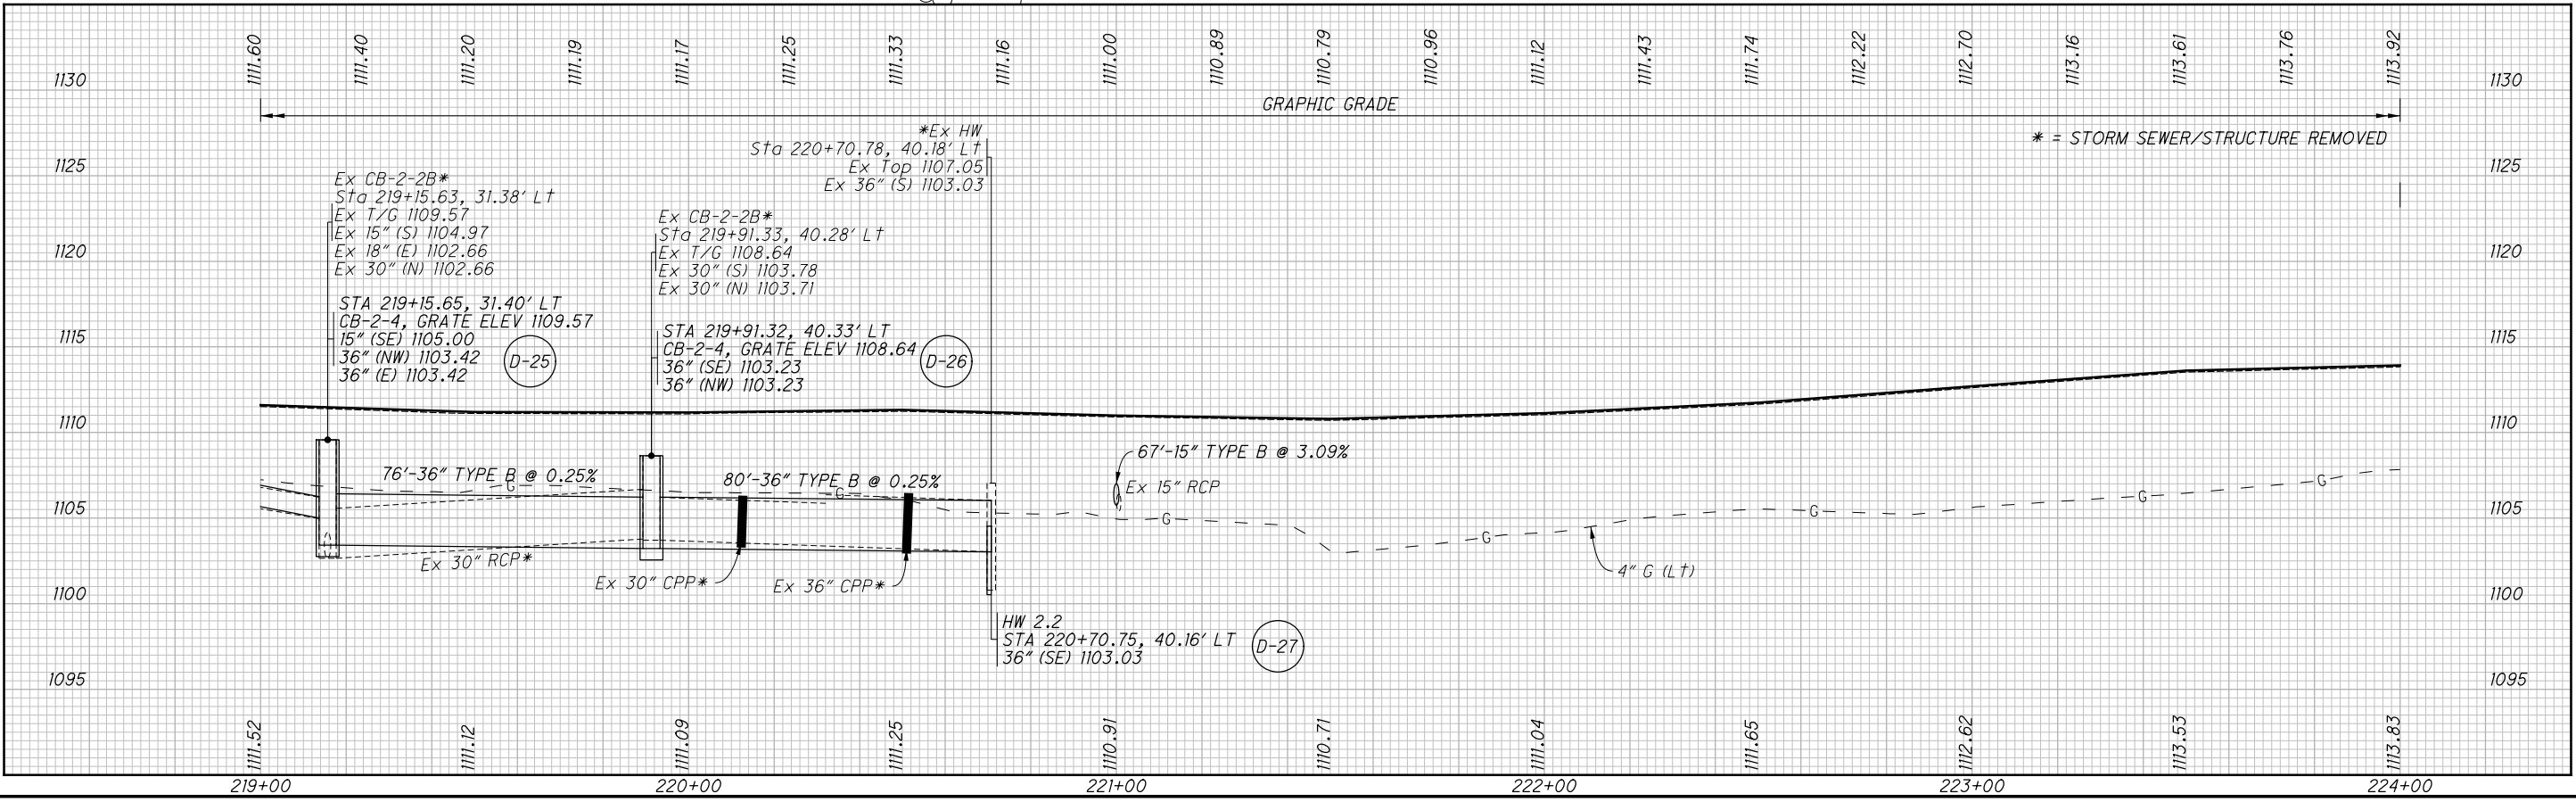 1111.60 1111.40 1111.20 1111.19 1111.17 1111.25 1111.33 1111.16 1111.00 1110.89 1110.79 1110.96 1111.12 1111.43 1111.74 1112.22 1112.70 1113.16 1113.61 1113.76 1113.92
1130 1130
GRAPHIC GRADE
* = STORM SEWER/STRUCTURE REMOVED
*Ex HW
Sta 220+70.78, 40.18' Lt
Ex Top 1107.05
Ex 36" (S) 1103.03
1125 1125
Ex CB-2-2B*
Sta 219+15.63, 31.38' Lt
Ex T/G 1109.57
Ex 15" (S) 1104.97
Ex 18" (E) 1102.66
Ex 30" (N) 1102.66
Ex CB-2-2B*
Sta 219+91.33, 40.28' Lt
Ex T/G 1108.64
Ex 30" (S) 1103.78
Ex 30" (N) 1103.71
1120 1120
STA 219+15.65, 31.40' LT
CB-2-4, GRATE ELEV 1109.57
15" (SE) 1105.00
36" (NW) 1103.42
36" (E) 1103.42
D-25
STA 219+91.32, 40.33' LT
CB-2-4, GRATE ELEV 1108.64
36" (SE) 1103.23
36" (NW) 1103.23
D-26
1115 1115
1110 1110
76'-36" TYPE B @ 0.25%
80'-36" TYPE B @ 0.25%
67'-15" TYPE B @ 3.09%
Ex 15" RCP
G G G G G G G
1105 1105
Ex 30" RCP*
Ex 30" CPP*
Ex 36" CPP*
4" G (Lt)
1100 1100
HW 2.2
STA 220+70.75, 40.16' LT
36" (SE) 1103.03
D-27
1095 1095
1111.52 1111.12 1111.09 1111.25 1110.91 1110.71 1111.04 1111.65 1112.62 1113.53 1113.83
219+00 220+00 221+00 222+00 223+00 224+00